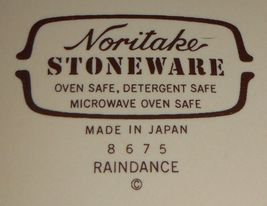 Noritake
STONEWARE
OVEN SAFE, DETERGENT SAFE
MICROWAVE OVEN SAFE
MADE IN JAPAN
8675
RAINDANCE
©